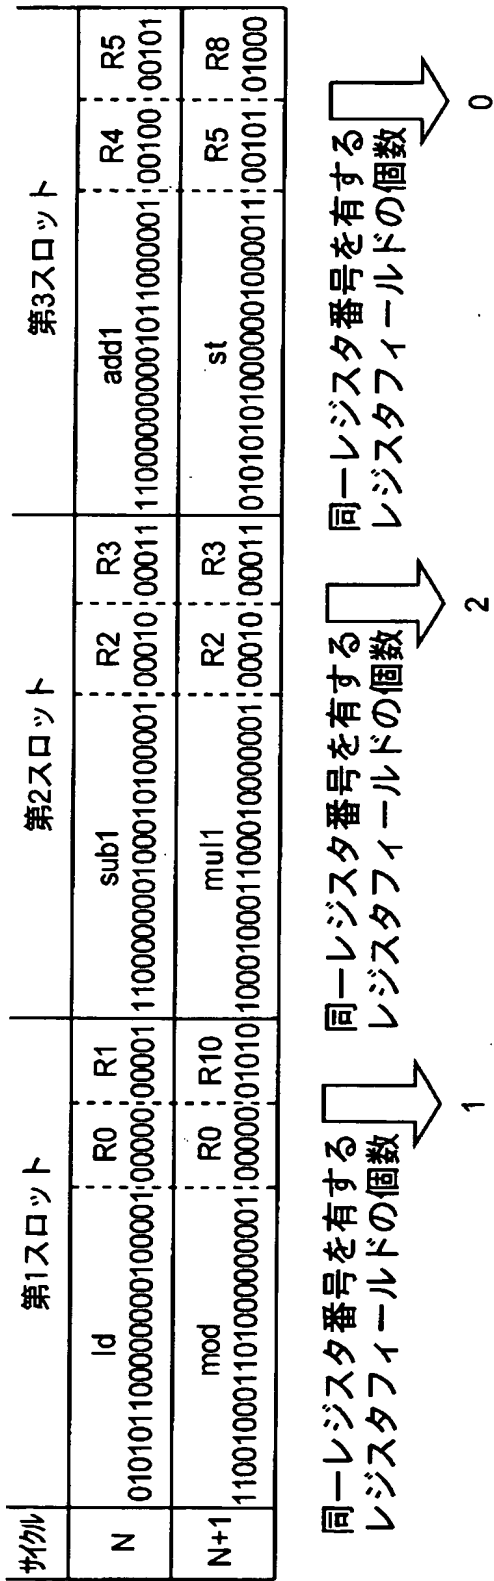 サイクル 第1スロット 第2スロット 第3スロット
N ld R0 R1 sub1 R2 R3 add1 R4 R5
0101011000000000100001 00000 00001 1100000000100010100001 00010 00011 1100000000001011000001 00100 00101
N+1 mod R0 R10 mul1 R2 R3 st R5 R8
1100100011010000000001 00000 01010 1000100011000100000001 00010 00011 0101010100000001000011 00101 01000
同一レジスタ番号を有する
レジスタフィールドの個数
1
同一レジスタ番号を有する
レジスタフィールドの個数
2
同一レジスタ番号を有する
レジスタフィールドの個数
0